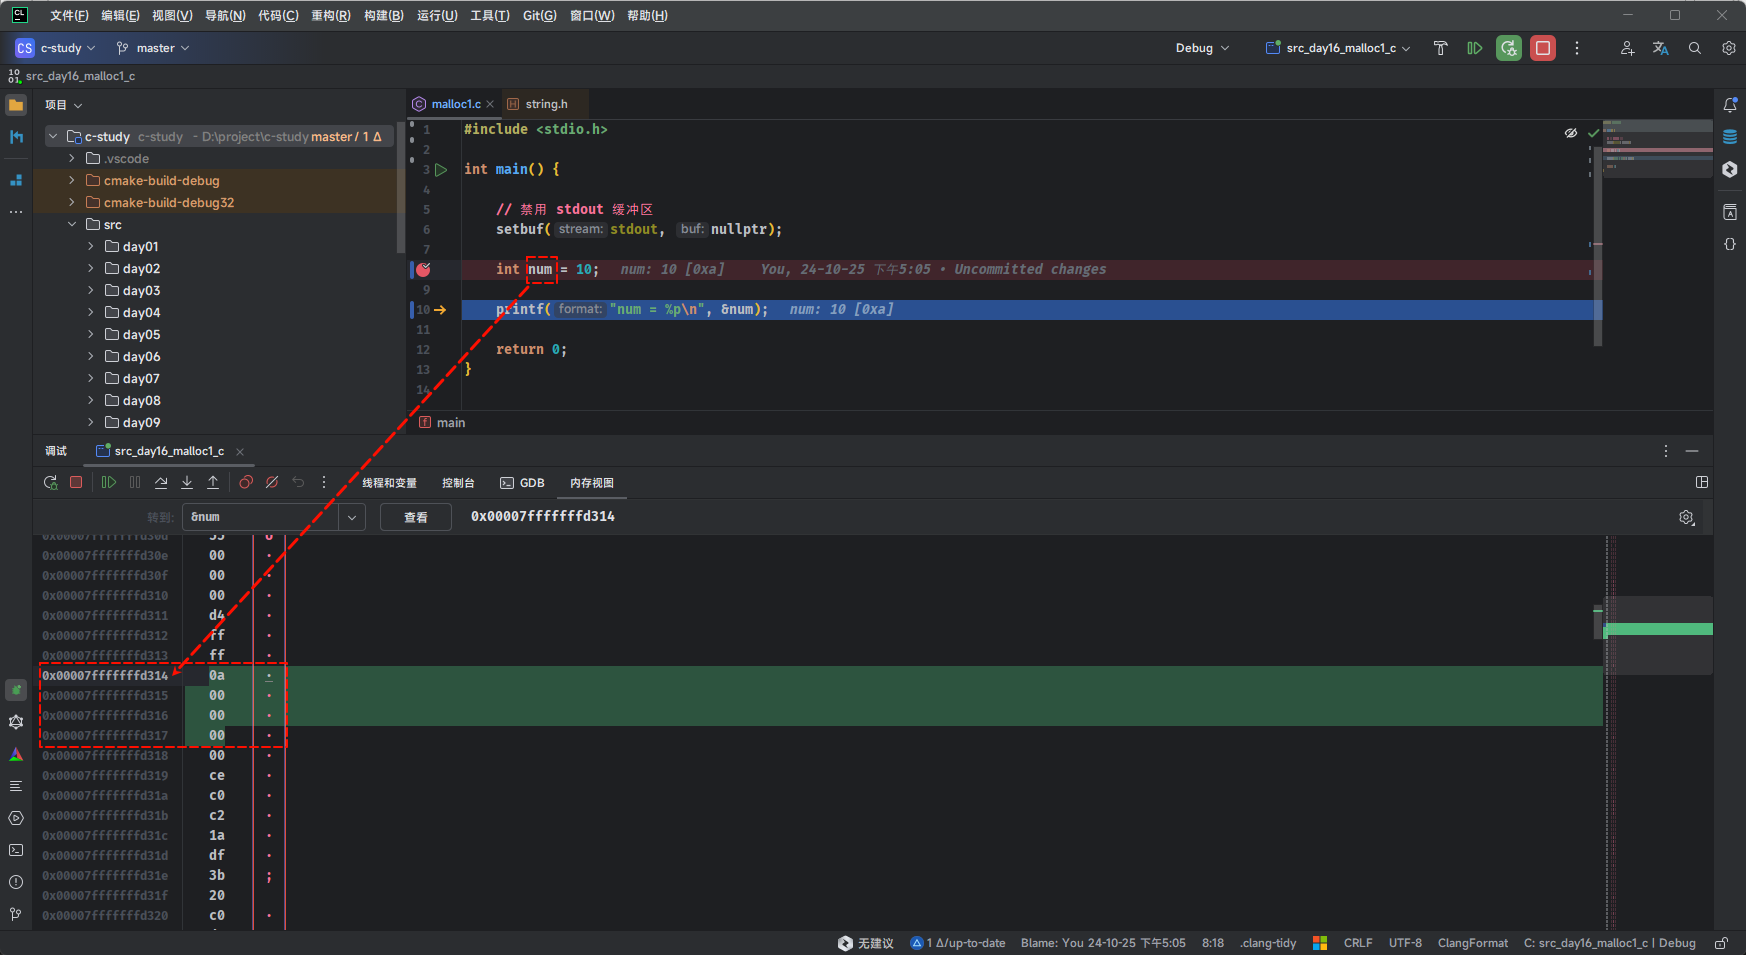 CL 文件(F) 编辑(E) 视图(V) 导航(N) 代码(C) 重构(R) 构建(B) 运行(U) 工具(T) Git(G) 窗口(W) 帮助(H)
CS c-study master Debug src_day16_malloc1_c
src_day16_malloc1_c
项目
c-study c-study - D:\project\c-study master / 1 Δ
.vscode
cmake-build-debug
cmake-build-debug32
src
day01
day02
day03
day04
day05
day06
day07
day08
day09
malloc1.c string.h
1 #include <stdio.h>
2
3 int main() {
4
5 // 禁用 stdout 缓冲区
6 setbuf( stream: stdout, buf: nullptr);
7
int num = 10; num: 10 [0xa] You, 24-10-25 下午5:05 • Uncommitted changes
9
10 printf( format: "num = %p\n", &num); num: 10 [0xa]
11
12 return 0;
13 }
14
f main
调试 src_day16_malloc1_c
线程和变量 控制台 GDB 内存视图
转到: &num 查看 0x00007fffffffd314
0x00007fffffffd30e 00 .
0x00007fffffffd30f 00 .
0x00007fffffffd310 00 .
0x00007fffffffd311 d4 .
0x00007fffffffd312 ff .
0x00007fffffffd313 ff .
0x00007fffffffd314 0a .
0x00007fffffffd315 00 .
0x00007fffffffd316 00 .
0x00007fffffffd317 00 .
0x00007fffffffd318 00 .
0x00007fffffffd319 ce .
0x00007fffffffd31a c0 .
0x00007fffffffd31b c2 .
0x00007fffffffd31c 1a .
0x00007fffffffd31d df .
0x00007fffffffd31e 3b ;
0x00007fffffffd31f 20
0x00007fffffffd320 c0 .
无建议 1 Δ/up-to-date Blame: You 24-10-25 下午5:05 8:18 .clang-tidy CRLF UTF-8 ClangFormat C: src_day16_malloc1_c | Debug